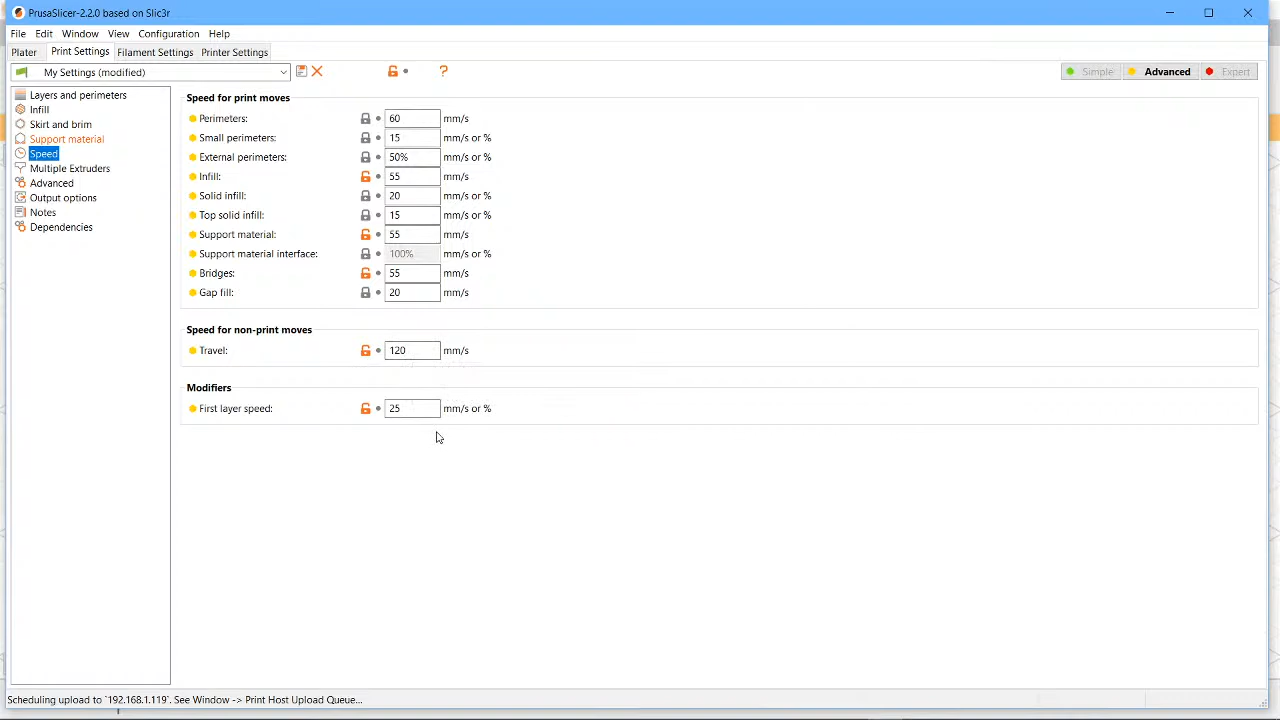 PrusaSlicer-2.2.0 based on Slic3r
File Edit Window View Configuration Help
Plater Print Settings Filament Settings Printer Settings
My Settings (modified) ? Simple Advanced Expert
Layers and perimeters
Infill
Skirt and brim
Support material
Speed
Multiple Extruders
Advanced
Output options
Notes
Dependencies
Speed for print moves
Perimeters: 60 mm/s
Small perimeters: 15 mm/s or %
External perimeters: 50% mm/s or %
Infill: 55 mm/s
Solid infill: 20 mm/s or %
Top solid infill: 15 mm/s or %
Support material: 55 mm/s
Support material interface: 100% mm/s or %
Bridges: 55 mm/s
Gap fill: 20 mm/s
Speed for non-print moves
Travel: 120 mm/s
Modifiers
First layer speed: 25 mm/s or %
Scheduling upload to `192.168.1.119`. See Window -> Print Host Upload Queue...